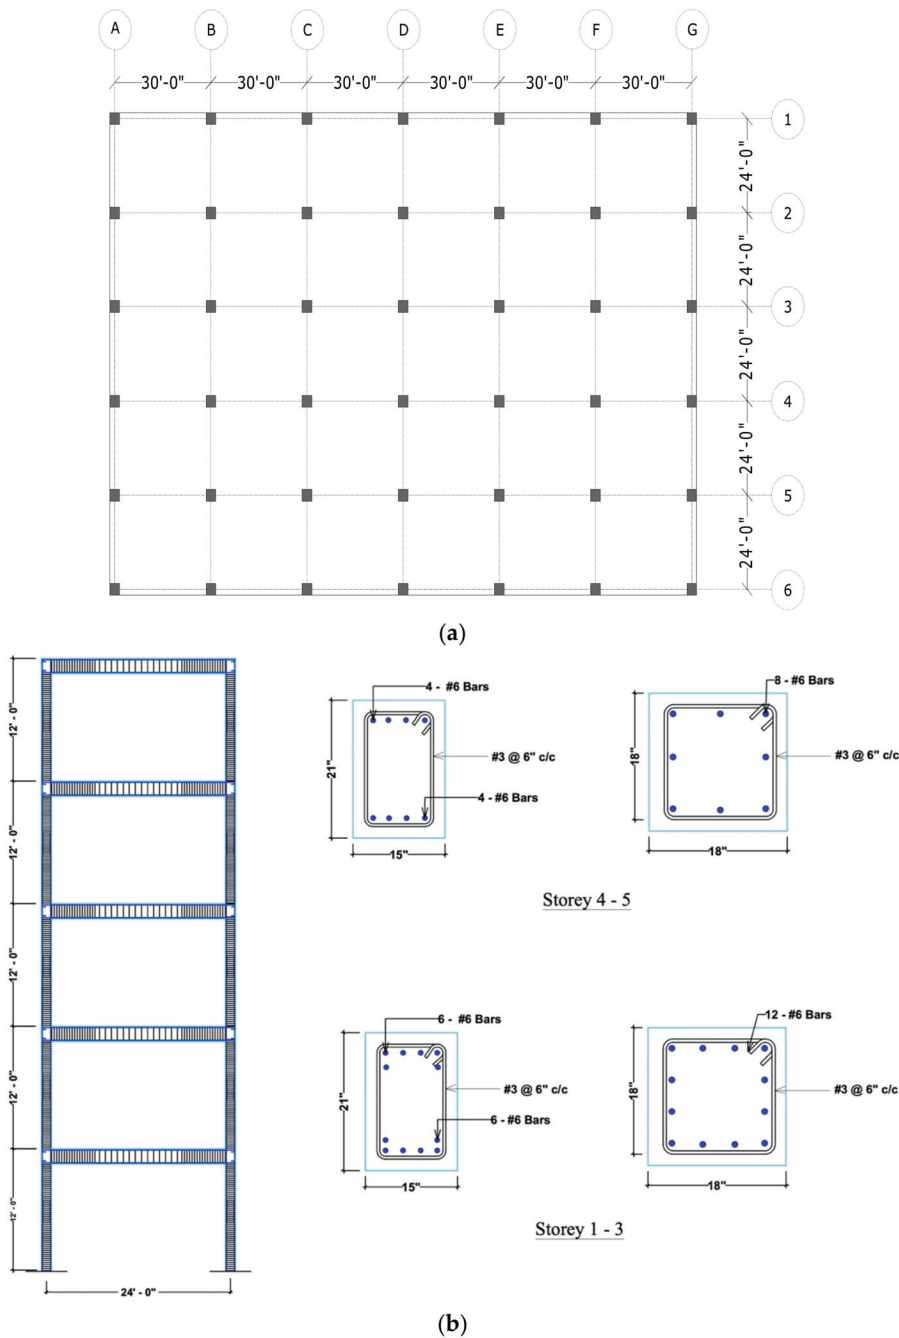 A B C D E F G
30'-0" 30'-0" 30'-0" 30'-0" 30'-0" 30'-0"
1
24'-0"
2
24'-0"
3
24'-0"
4
24'-0"
5
24'-0"
6
(a)
12' - 0"
12' - 0"
12' - 0"
12' - 0"
12' - 0"
24' - 0"
4 - #6 Bars
21"
#3 @ 6" c/c
4 - #6 Bars
15"
8 - #6 Bars
18"
#3 @ 6" c/c
18"
Storey 4 - 5
6 - #6 Bars
21"
#3 @ 6" c/c
6 - #6 Bars
15"
12 - #6 Bars
18"
#3 @ 6" c/c
18"
Storey 1 - 3
(b)